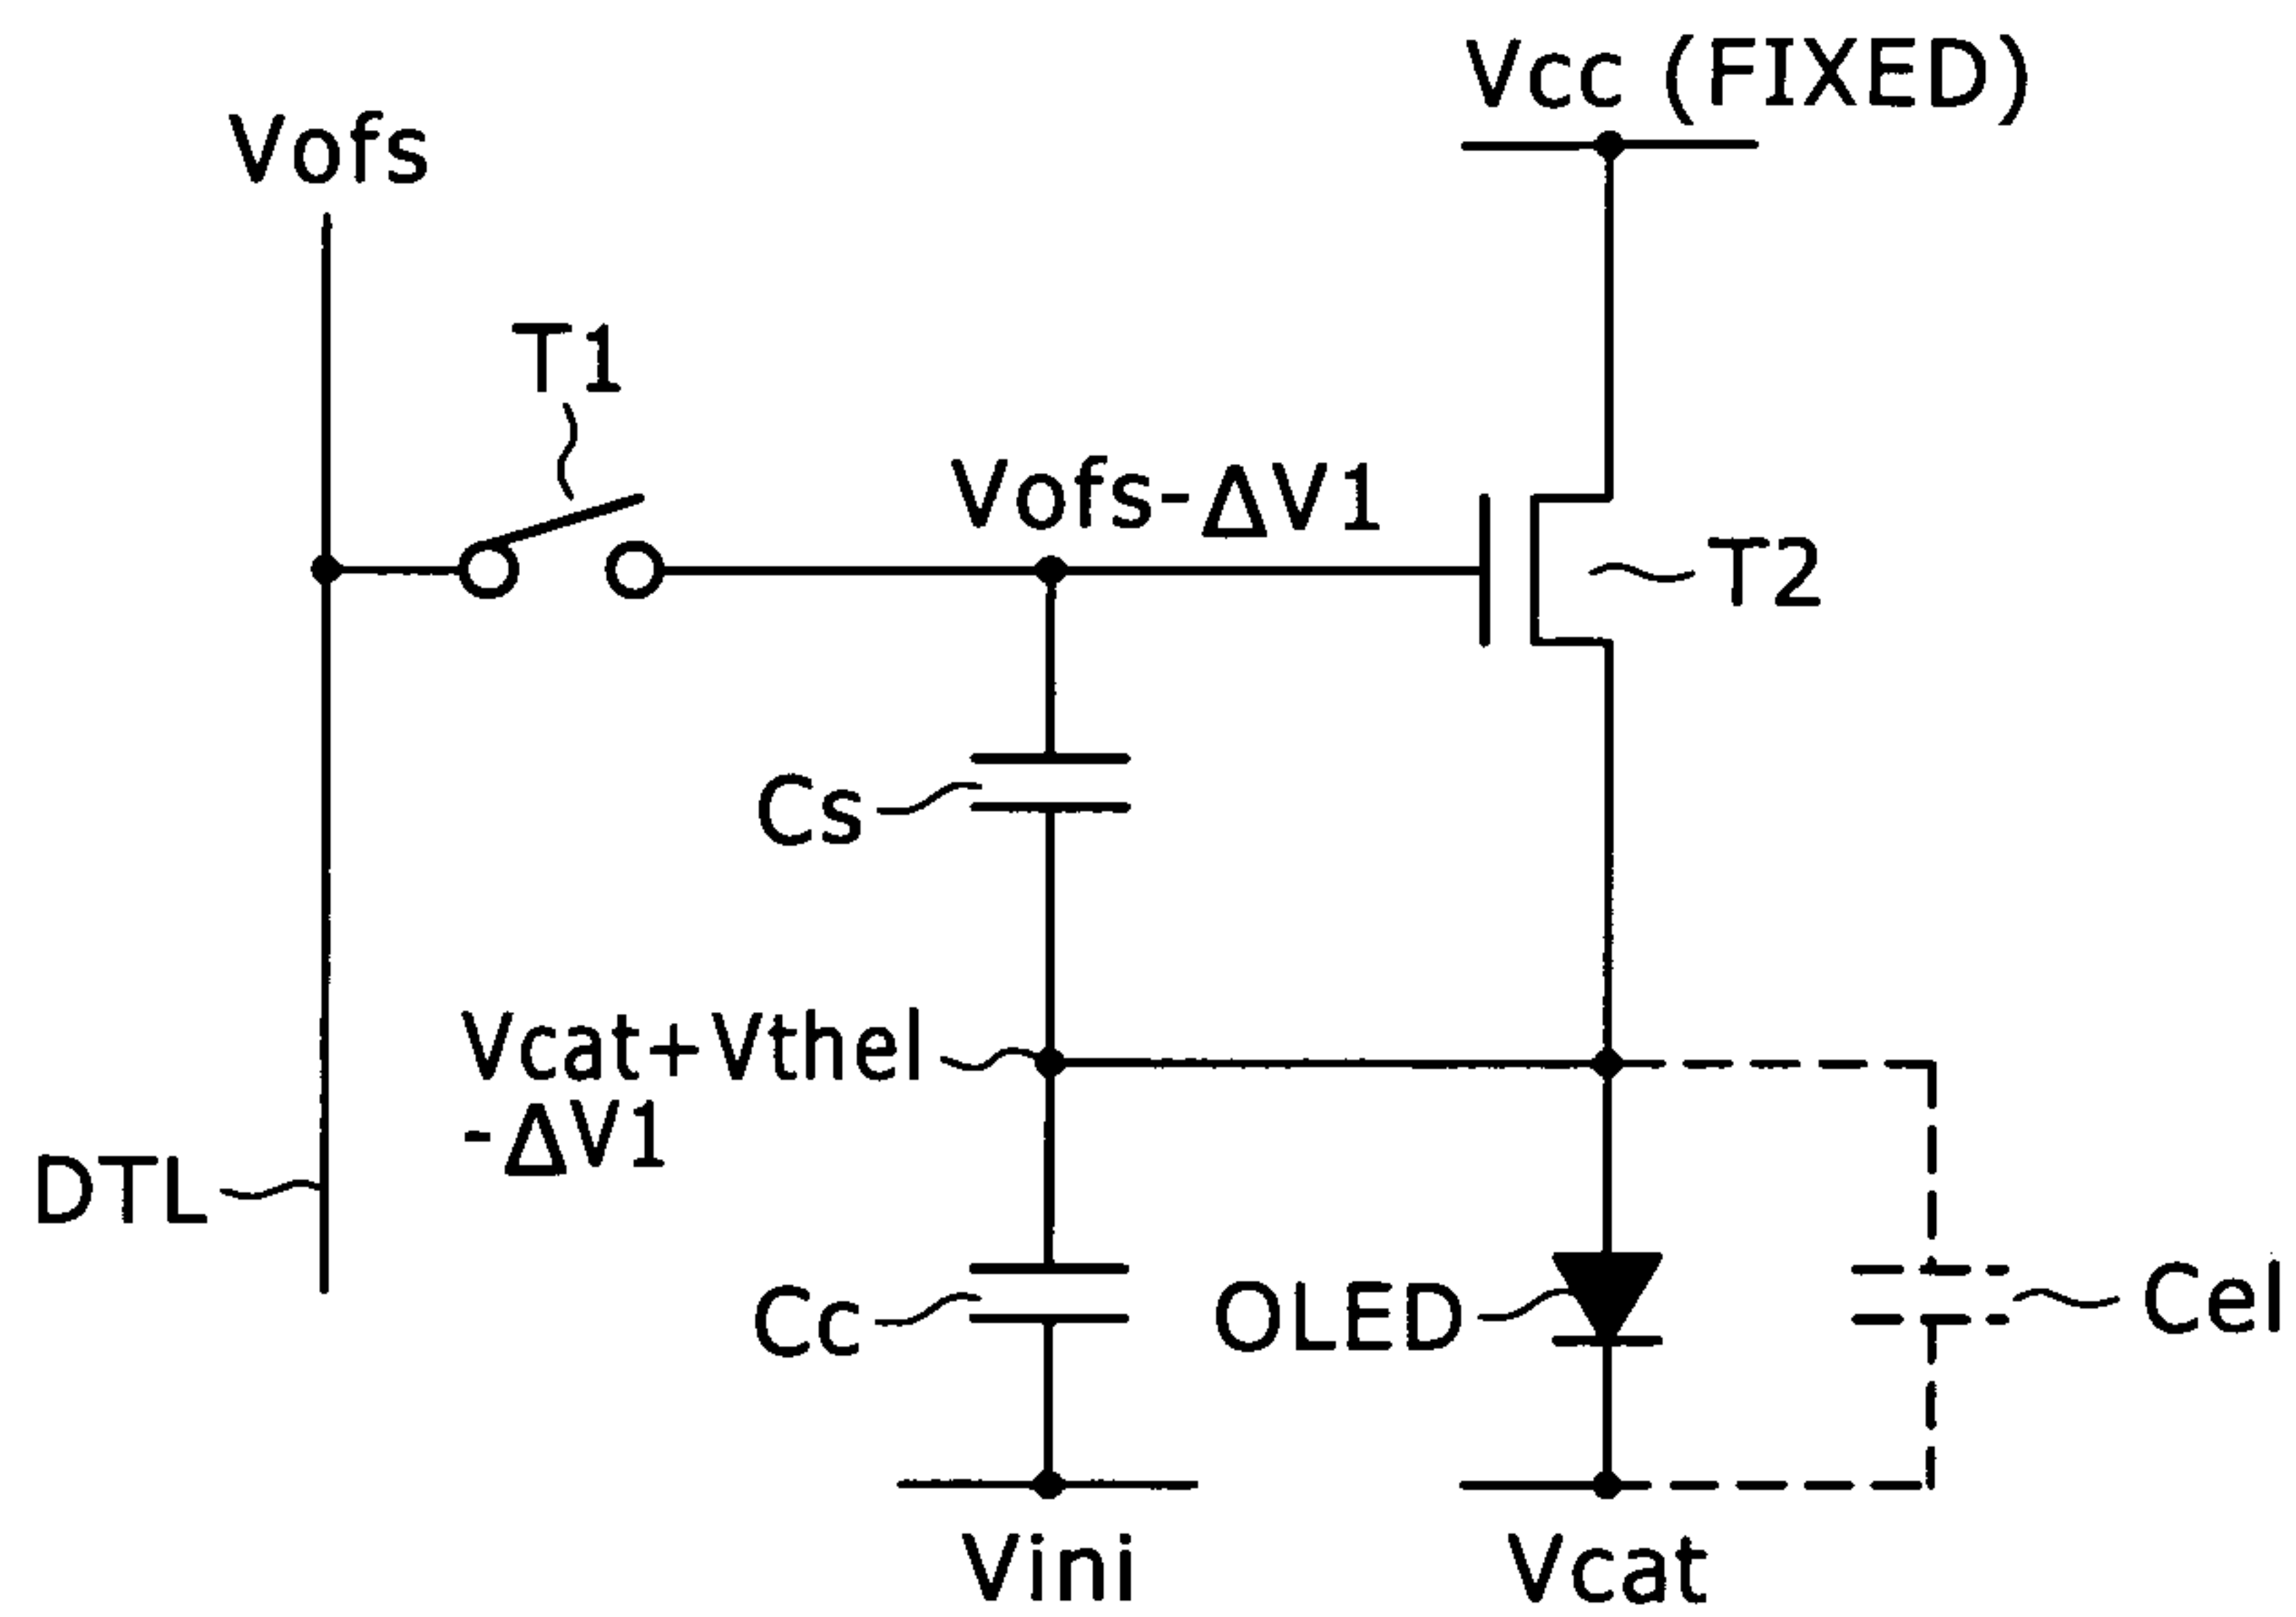 Vcc (FIXED)
Vofs
T1
Vofs-ΔV1
T2
Cs
Vcat+Vthel
-ΔV1
DTL
Cc
OLED
Cel
Vini
Vcat